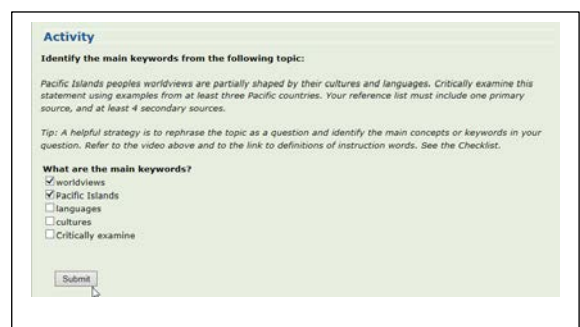 Activity
Identify the main keywords from the following topic:
Pacific Islands peoples worldviews are partially shaped by their cultures and languages. Critically examine this
statement using examples from at least three Pacific countries. Your reference list must include one primary
source, and at least 4 secondary sources.
Tip: A helpful strategy is to rephrase the topic as a question and identify the main concepts or keywords in your
question. Refer to the video above and to the link to definitions of instruction words. See the Checklist.
What are the main keywords?
worldviews
Pacific Islands
languages
cultures
Critically examine
Submit